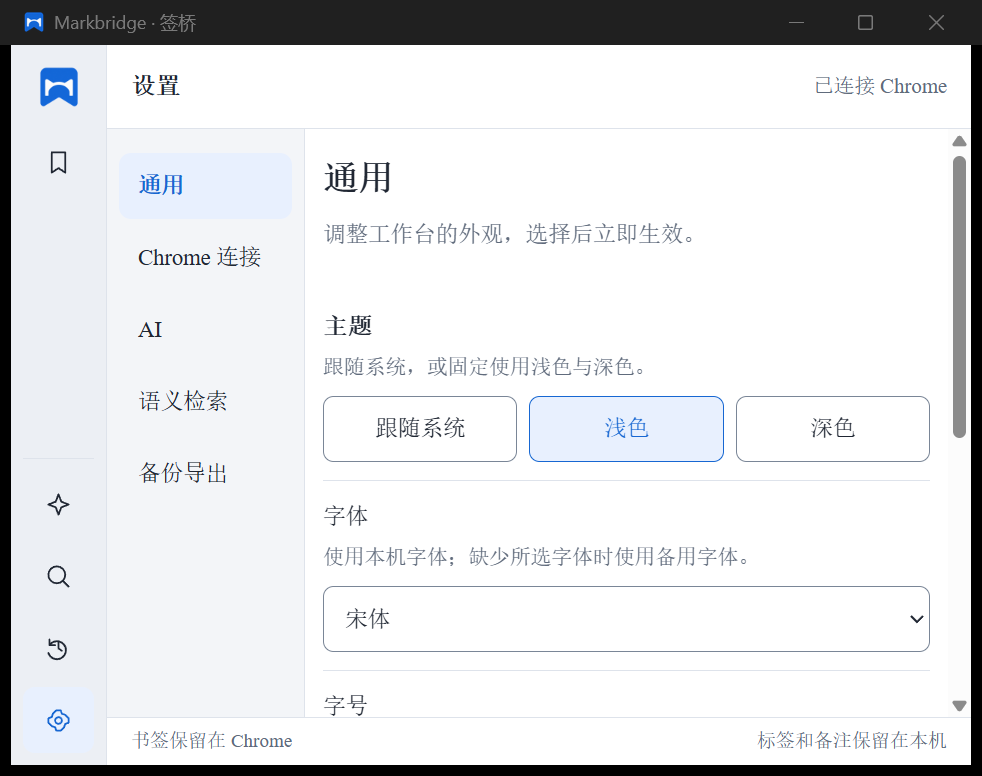 Markbridge · 签桥
设置
已连接 Chrome
通用
Chrome 连接
AI
语义检索
备份导出
通用
调整工作台的外观，选择后立即生效。
主题
跟随系统，或固定使用浅色与深色。
跟随系统
浅色
深色
字体
使用本机字体；缺少所选字体时使用备用字体。
宋体
字号
书签保留在 Chrome
标签和备注保留在本机